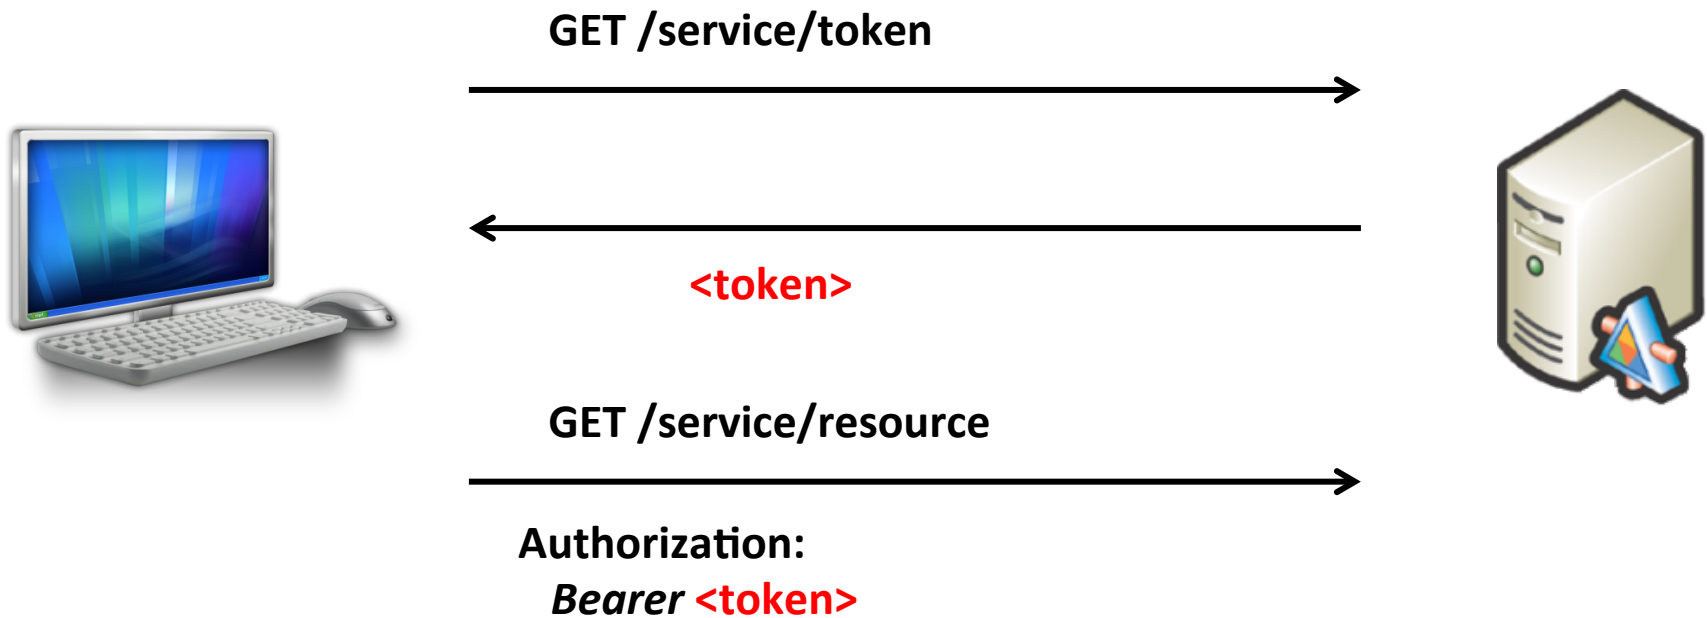 GET /service/token
<token>
GET /service/resource
Authorization:
Bearer <token>